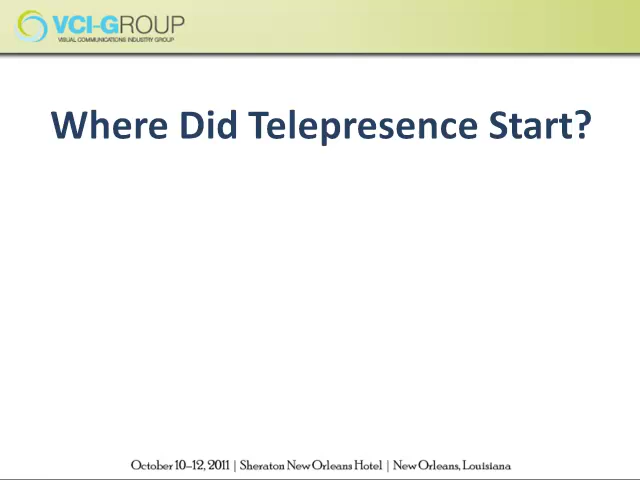 VCI-GROUP
VISUAL COMMUNICATIONS INDUSTRY GROUP
Where Did Telepresence Start?
October 10-12, 2011 | Sheraton New Orleans Hotel | New Orleans, Louisiana